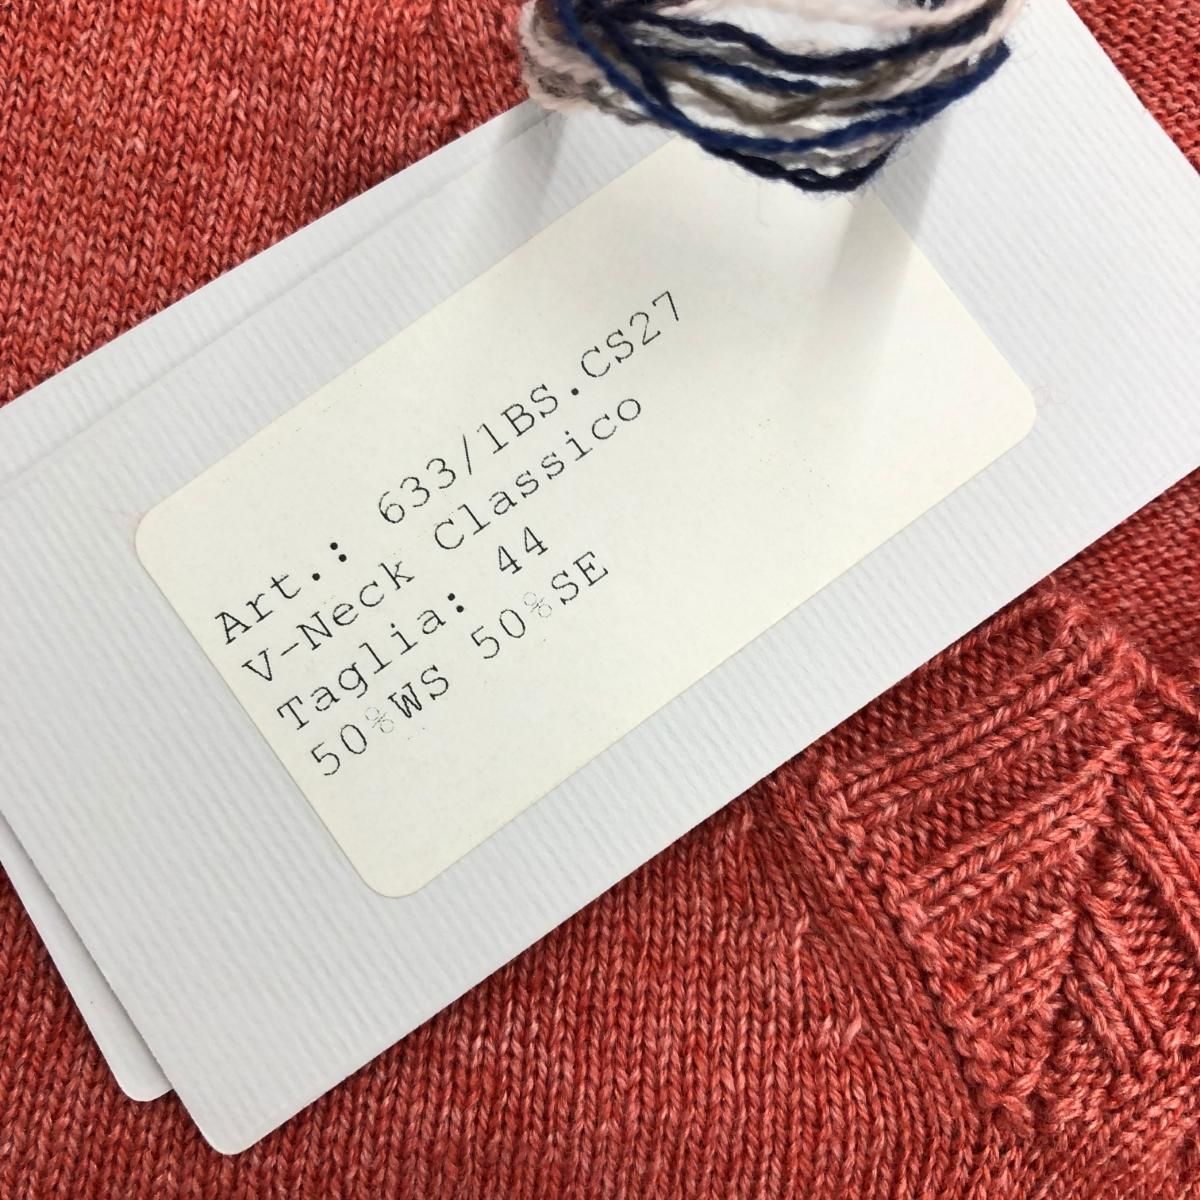 Art.: 633/1BS.CS27
V-Neck Classico
Taglia: 44
50%WS 50%SE